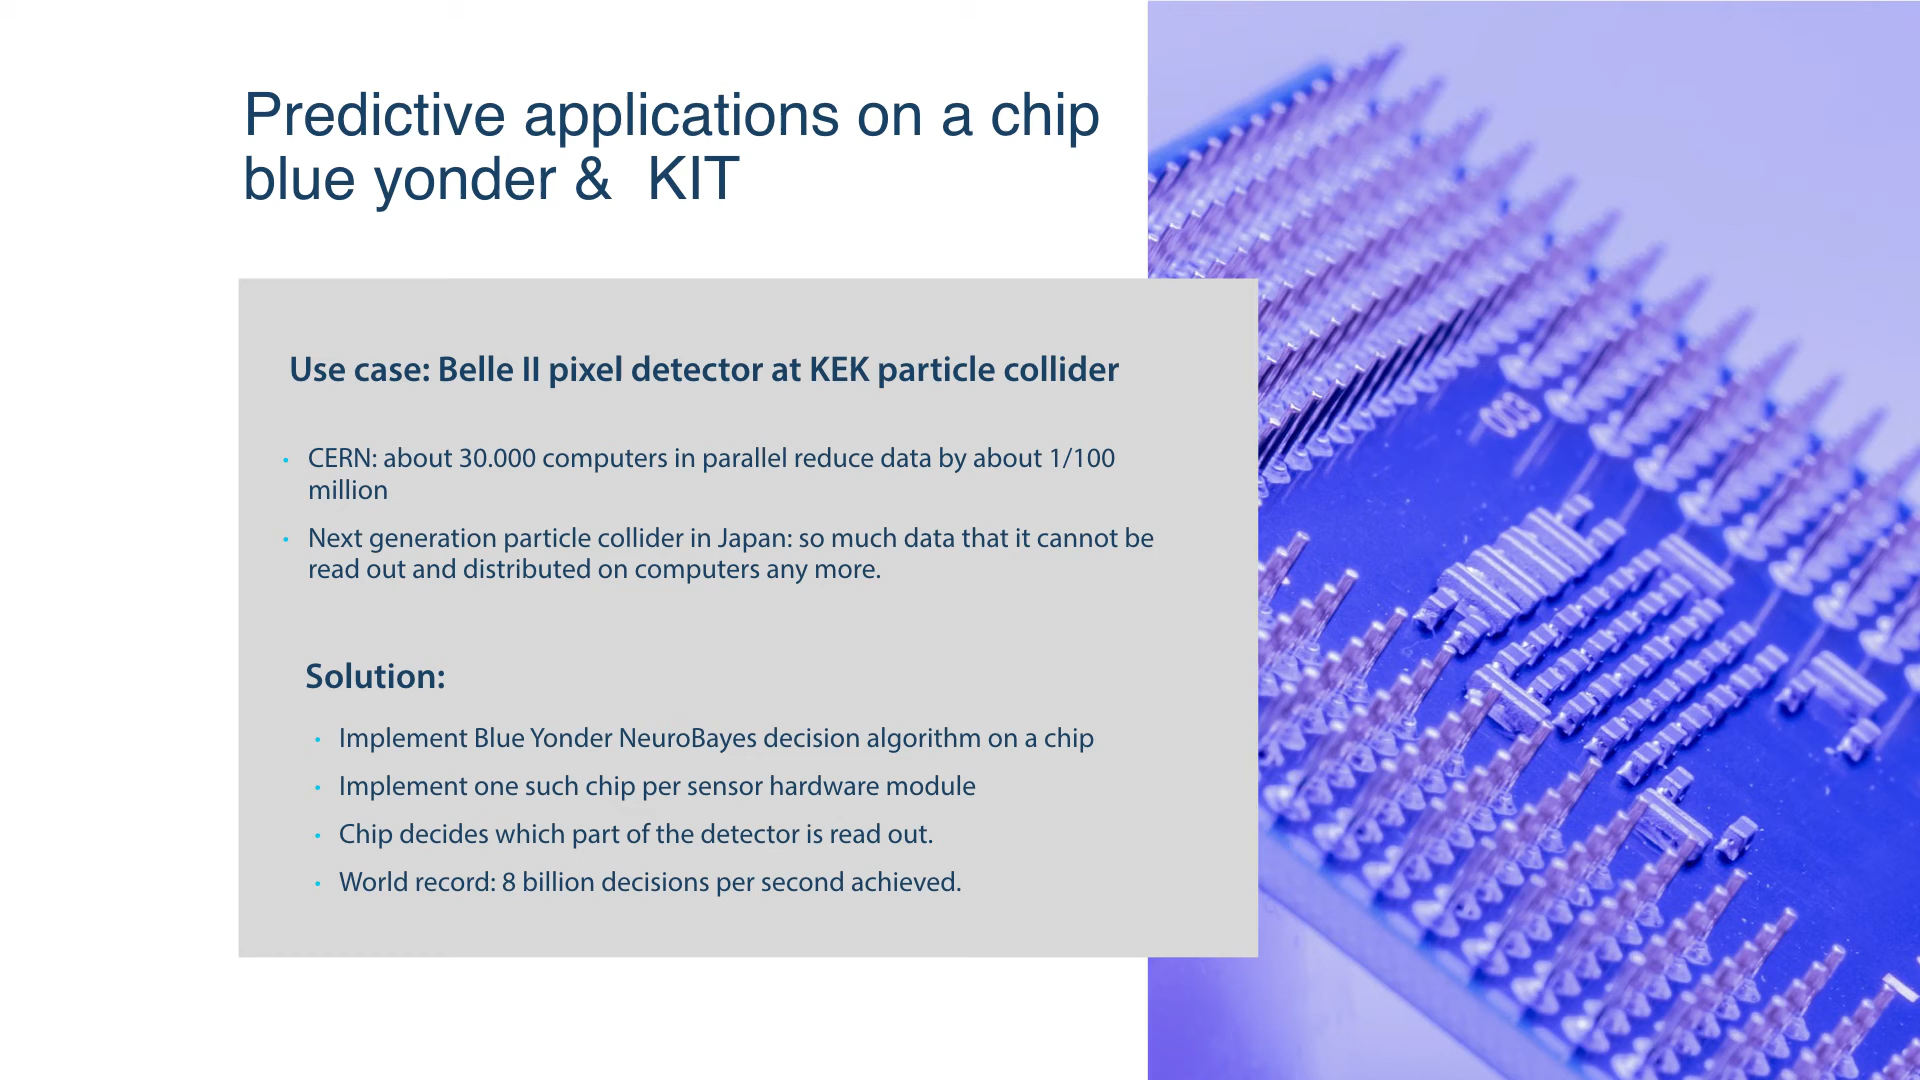 Predictive applications on a chip
blue yonder & KIT
Use case: Belle II pixel detector at KEK particle collider
· CERN: about 30.000 computers in parallel reduce data by about 1/100
million
· Next generation particle collider in Japan: so much data that it cannot be
read out and distributed on computers any more.
Solution:
· Implement Blue Yonder NeuroBayes decision algorithm on a chip
· Implement one such chip per sensor hardware module
· Chip decides which part of the detector is read out.
· World record: 8 billion decisions per second achieved.